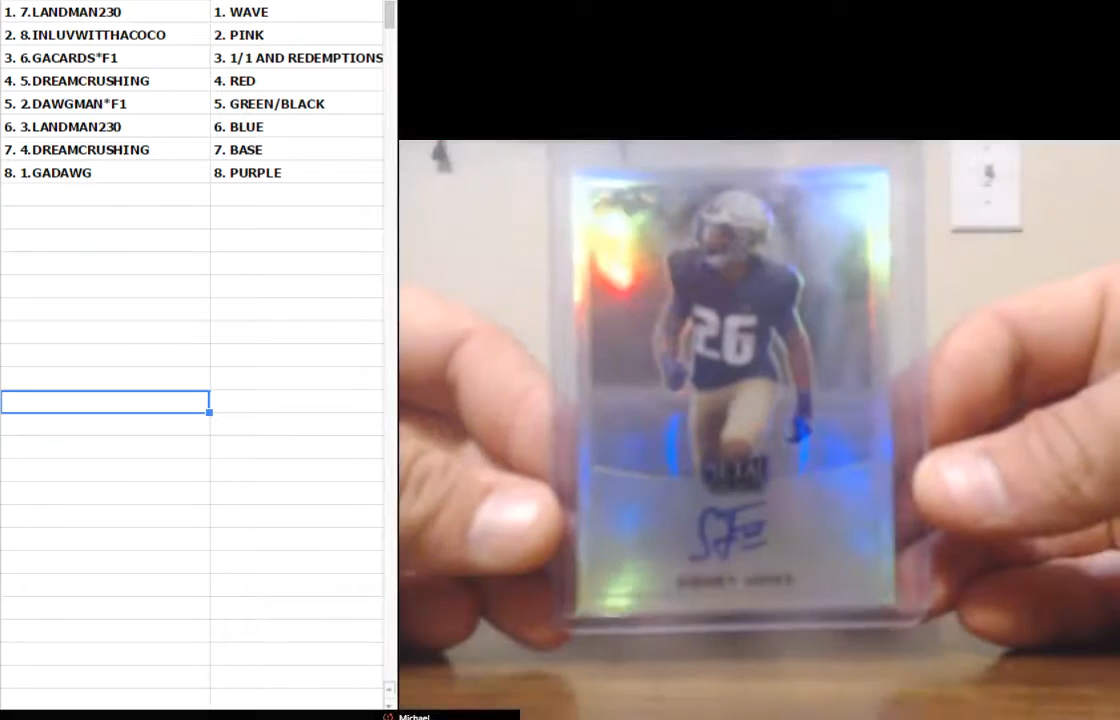 1. 7.LANDMAN230 1. WAVE
2. 8.INLUVWITTHACOCO 2. PINK
3. 6.GACARDS*F1 3. 1/1 AND REDEMPTIONS
4. 5.DREAMCRUSHING 4. RED
5. 2.DAWGMAN*F1 5. GREEN/BLACK
6. 3.LANDMAN230 6. BLUE
7. 4.DREAMCRUSHING 7. BASE
8. 1.GADAWG 8. PURPLE
26
SIDNEY JONES
Michael